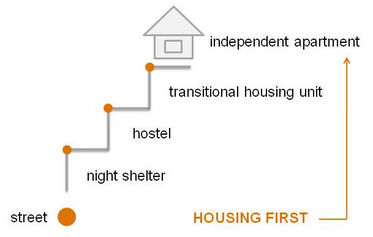 independent apartment
transitional housing unit
hostel
night shelter
street
HOUSING FIRST